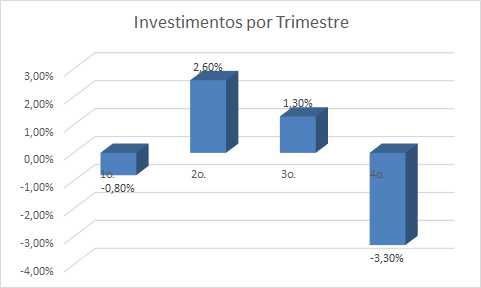 Investimentos por Trimestre
3,00%
2,00%
1,00%
0,00%
-1,00%
-2,00%
-3,00%
-4,00%
2,60%
1,30%
1o.
2o.
3o.
4o.
-0,80%
-3,30%